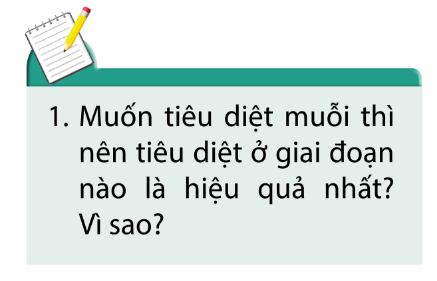 1. Muốn tiêu diệt muỗi thì
nên tiêu diệt ở giai đoạn
nào là hiệu quả nhất?
Vì sao?